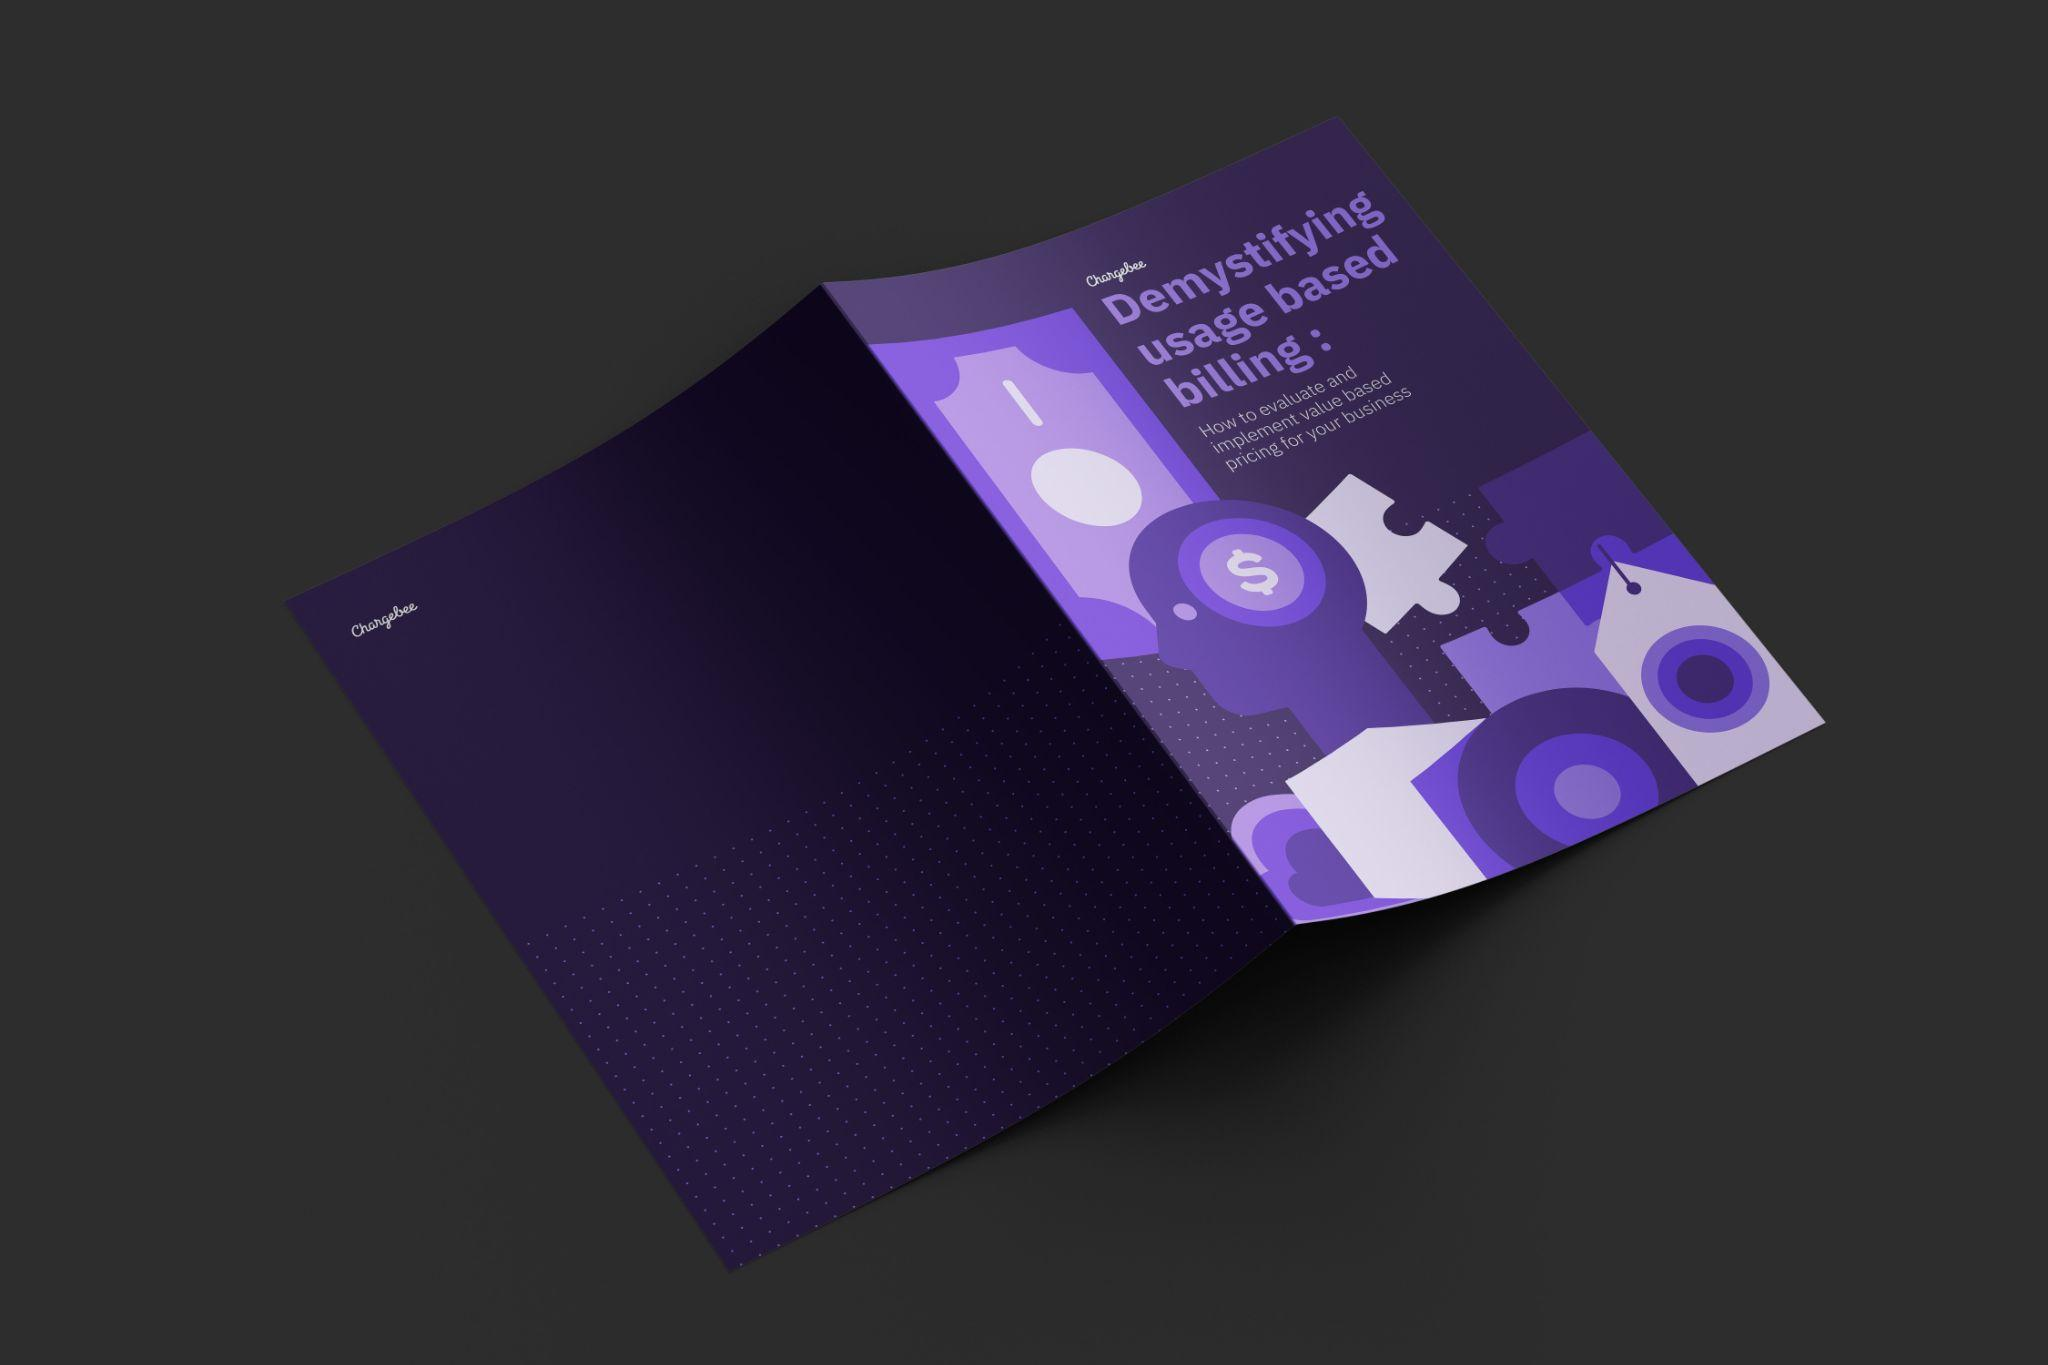 Chargebee
Demystifying
usage based
billing :
How to evaluate and
implement value based
pricing for your business
$
Chargebee